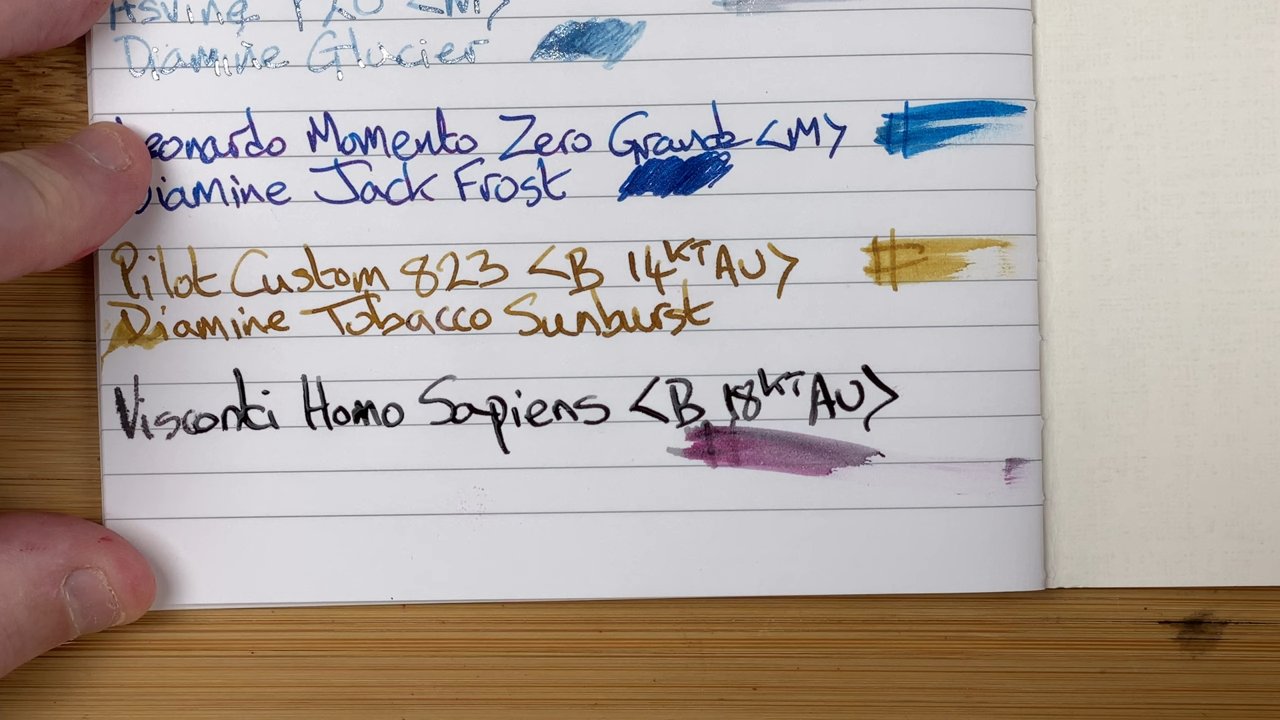 Diamine Glacier
Leonardo Momento Zero Grande <M>
Diamine Jack Frost
Pilot Custom 823 <B 14KT AU>
Diamine Tobacco Sunburst
Visconti Homo Sapiens <B 18KT AU>